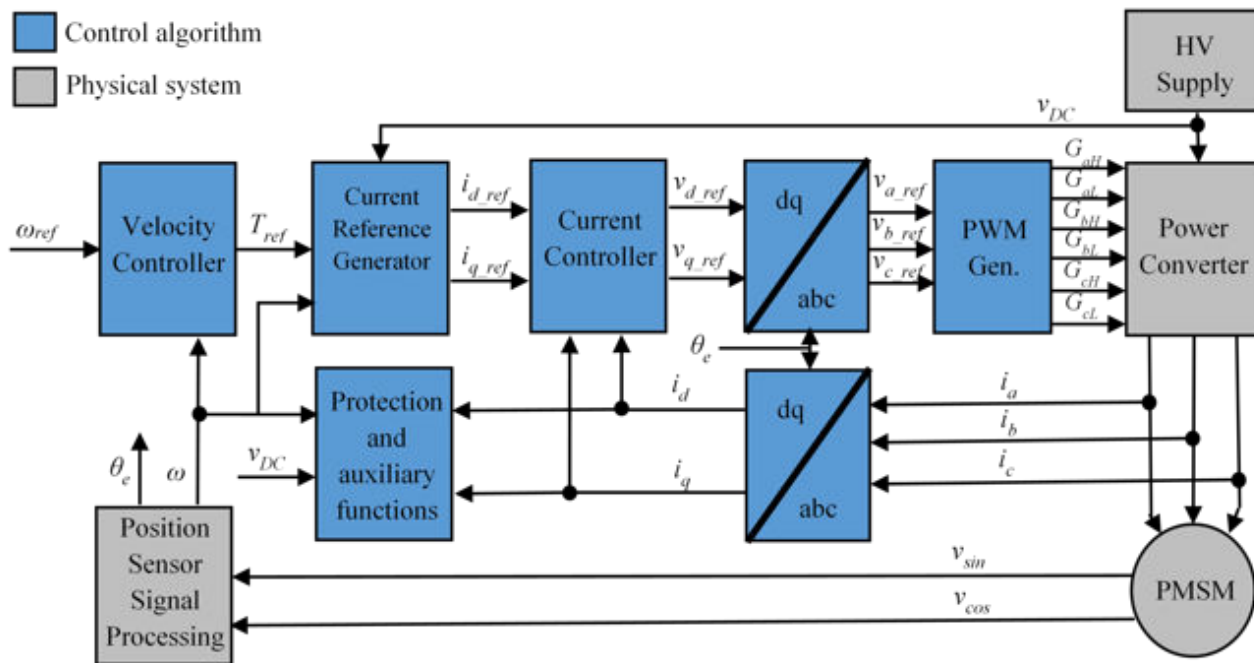 Control algorithm
Physical system
HV
Supply
v_DC
ω_ref
Velocity
Controller
T_ref
Current
Reference
Generator
i_d_ref
i_q_ref
Current
Controller
v_d_ref
v_q_ref
dq
abc
v_a_ref
v_b_ref
v_c_ref
PWM
Gen.
G_aH
G_aL
G_bH
G_bL
G_cH
G_cL
Power
Converter
θ_e
ω
θ_e
v_DC
Protection
and
auxiliary
functions
i_d
i_q
dq
abc
i_a
i_b
i_c
Position
Sensor
Signal
Processing
v_sin
v_cos
PMSM